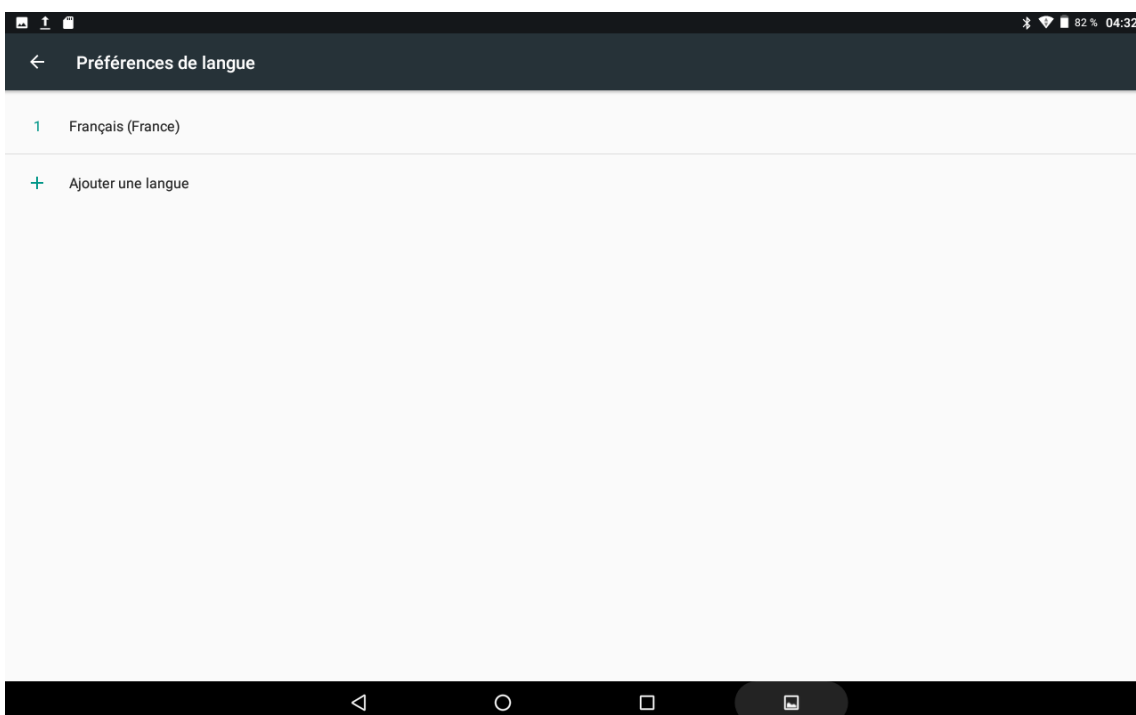 82 % 04:32
Préférences de langue
1 Français (France)
+ Ajouter une langue